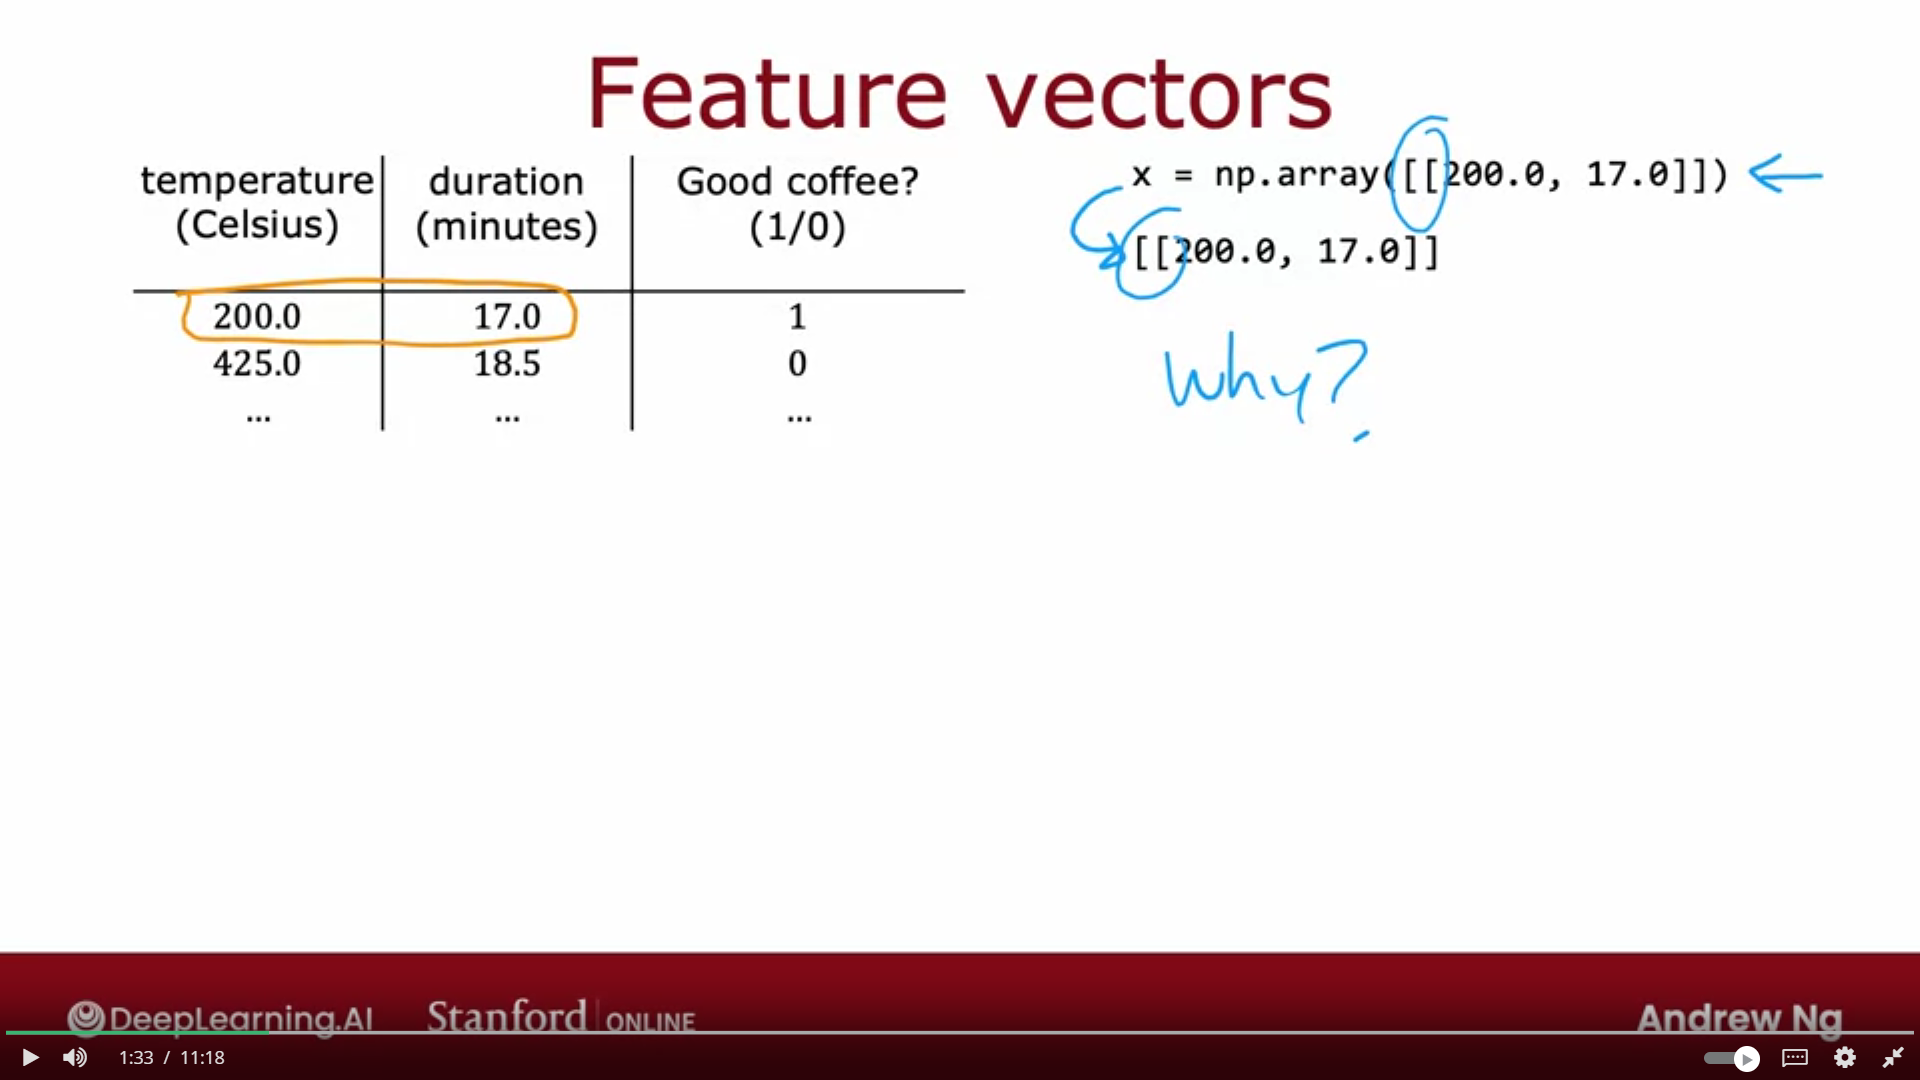 Feature vectors
temperature (Celsius) duration (minutes) Good coffee? (1/0)
200.0 17.0 1
425.0 18.5 0
... ... ...
x = np.array([[200.0, 17.0]])
[[200.0, 17.0]]
Why?
DeepLearning.AI Stanford ONLINE Andrew Ng
1:33 / 11:18